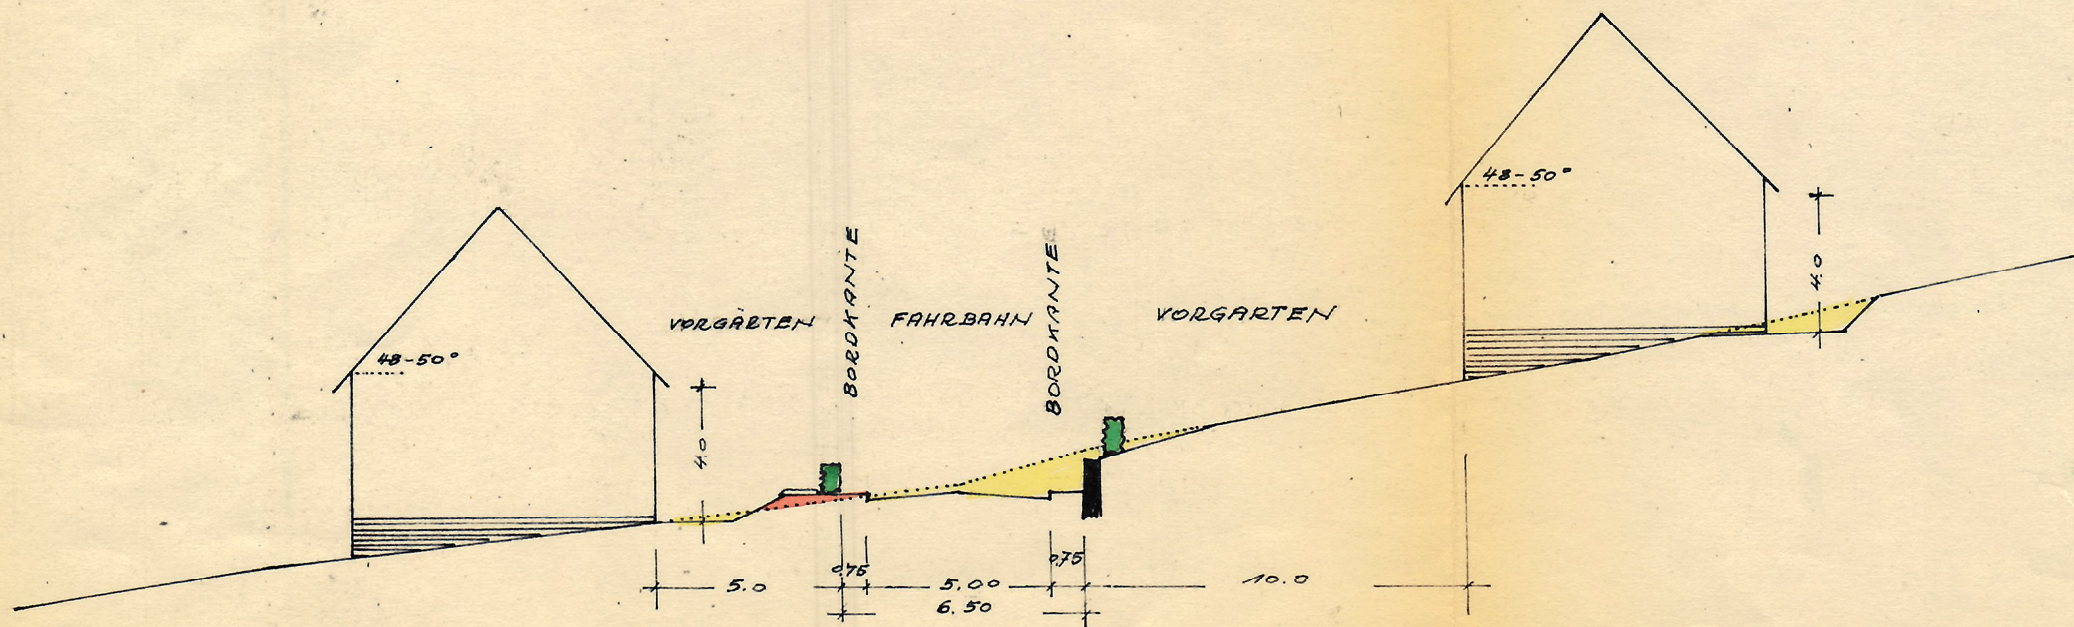 48-50°
48-50°
VORGÄRTEN
BORDKANTE
FAHRBAHN
BORDKANTE
VORGARTEN
4.0
4.0
0,75
0,75
5.0
5.00
10.0
6.50